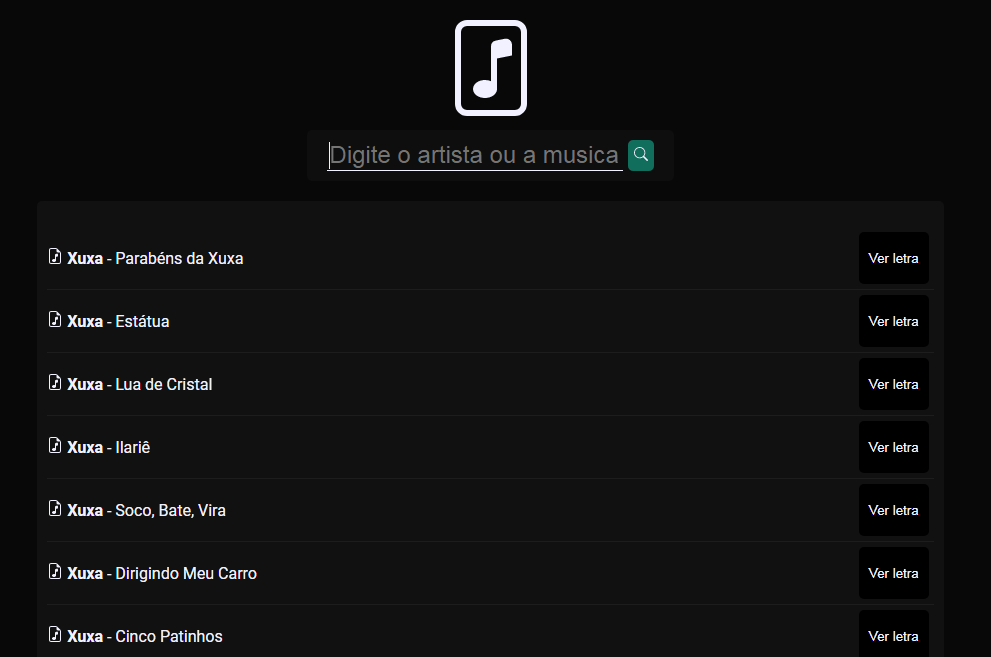 Digite o artista ou a musica
Xuxa - Parabéns da Xuxa Ver letra
Xuxa - Estátua Ver letra
Xuxa - Lua de Cristal Ver letra
Xuxa - Ilariê Ver letra
Xuxa - Soco, Bate, Vira Ver letra
Xuxa - Dirigindo Meu Carro Ver letra
Xuxa - Cinco Patinhos Ver letra